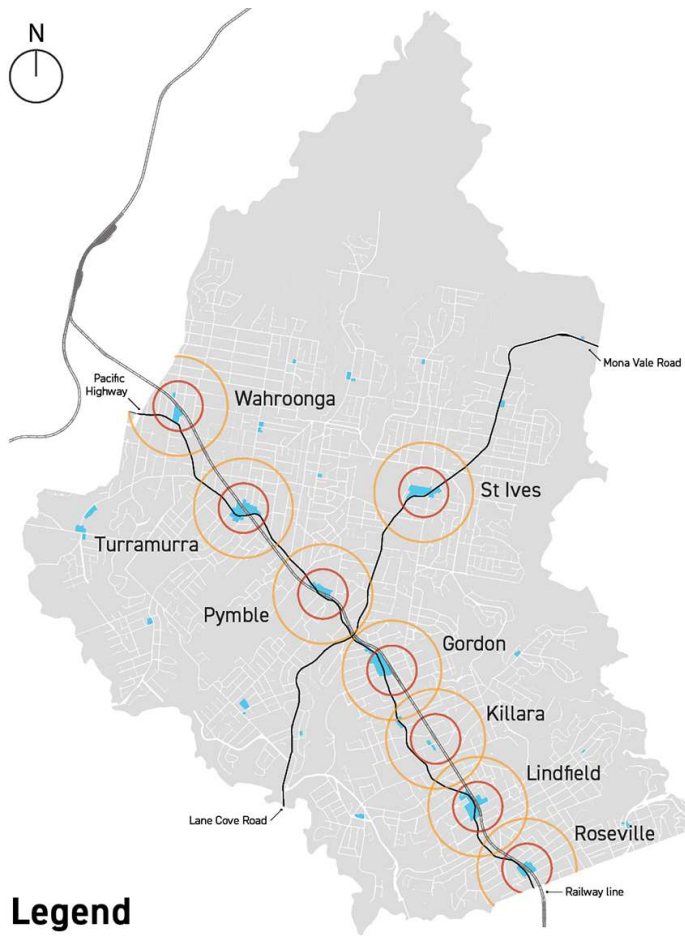 N
Mona Vale Road
Pacific
Highway
Wahroonga
St Ives
Turramurra
Pymble
Gordon
Killara
Lindfield
Lane Cove Road
Roseville
Railway line
Legend